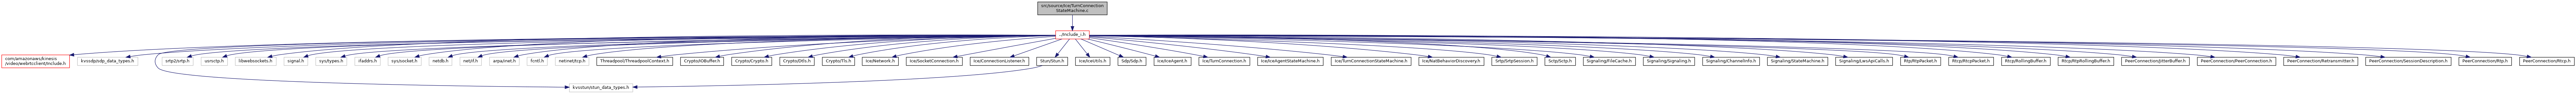 src/source/Ice/TurnConnection
StateMachine.c
../Include_i.h
com/amazonaws/kinesis
/video/webrtcclient/Include.h
kvssdp/sdp_data_types.h
srtp2/srtp.h
usrsctp.h
libwebsockets.h
signal.h
sys/types.h
ifaddrs.h
sys/socket.h
netdb.h
net/if.h
arpa/inet.h
fcntl.h
netinet/tcp.h
Threadpool/ThreadpoolContext.h
Crypto/IOBuffer.h
Crypto/Crypto.h
Crypto/Dtls.h
Crypto/Tls.h
Ice/Network.h
Ice/SocketConnection.h
Ice/ConnectionListener.h
Stun/Stun.h
Ice/IceUtils.h
Sdp/Sdp.h
Ice/IceAgent.h
Ice/TurnConnection.h
Ice/IceAgentStateMachine.h
Ice/TurnConnectionStateMachine.h
Ice/NatBehaviorDiscovery.h
Srtp/SrtpSession.h
Sctp/Sctp.h
Signaling/FileCache.h
Signaling/Signaling.h
Signaling/ChannelInfo.h
Signaling/StateMachine.h
Signaling/LwsApiCalls.h
Rtp/RtpPacket.h
Rtcp/RtcpPacket.h
Rtcp/RollingBuffer.h
Rtcp/RtpRollingBuffer.h
PeerConnection/JitterBuffer.h
PeerConnection/PeerConnection.h
PeerConnection/Retransmitter.h
PeerConnection/SessionDescription.h
PeerConnection/Rtp.h
PeerConnection/Rtcp.h
kvsstun/stun_data_types.h